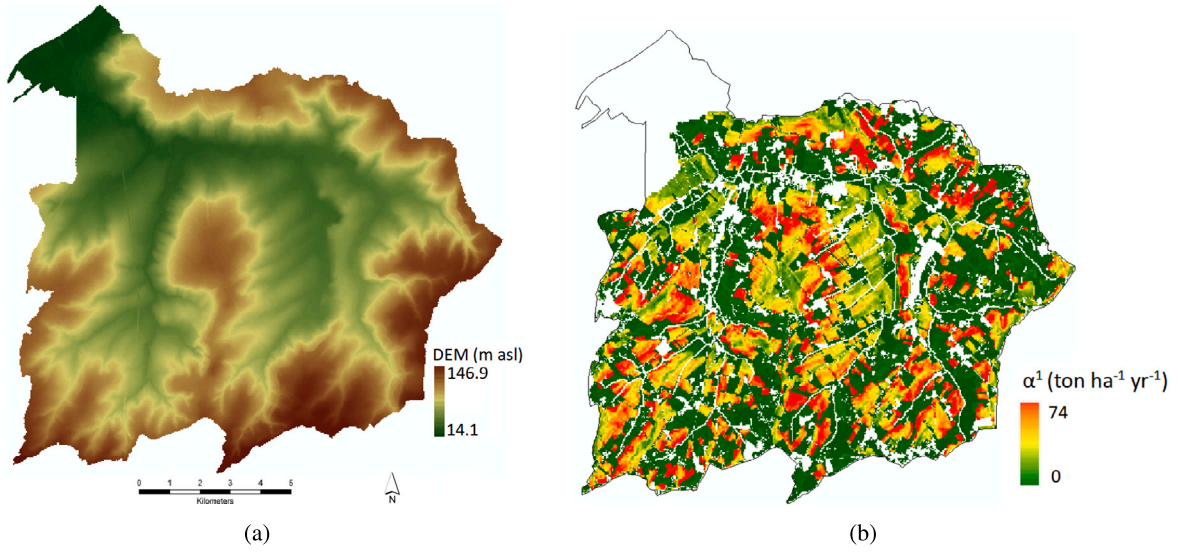 DEM (m asl)
146.9
14.1
0 1 2 3 4 5
Kilometers
N
(a)
α¹ (ton ha⁻¹ yr⁻¹)
74
0
(b)